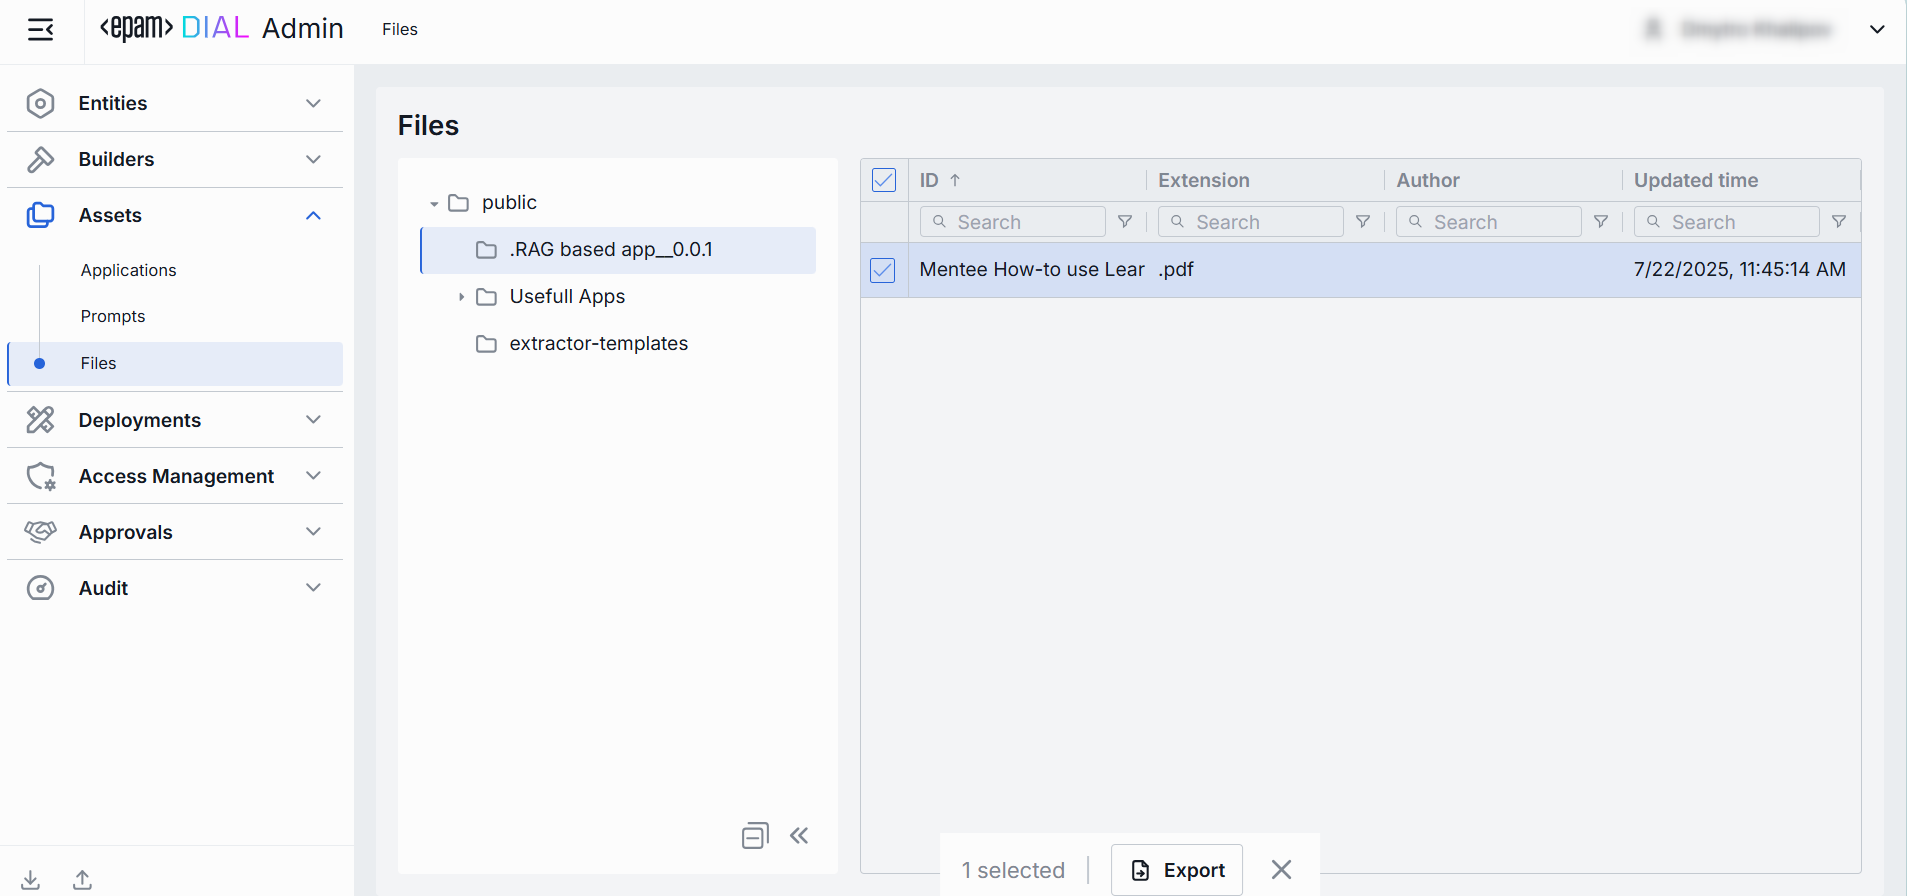 <epam> DIAL Admin
Files
Entities
Builders
Assets
Applications
Prompts
Files
Deployments
Access Management
Approvals
Audit
Files
public
.RAG based app__0.0.1
Usefull Apps
extractor-templates
ID Extension Author Updated time
Search Search Search Search
Mentee How-to use Lear .pdf 7/22/2025, 11:45:14 AM
1 selected Export